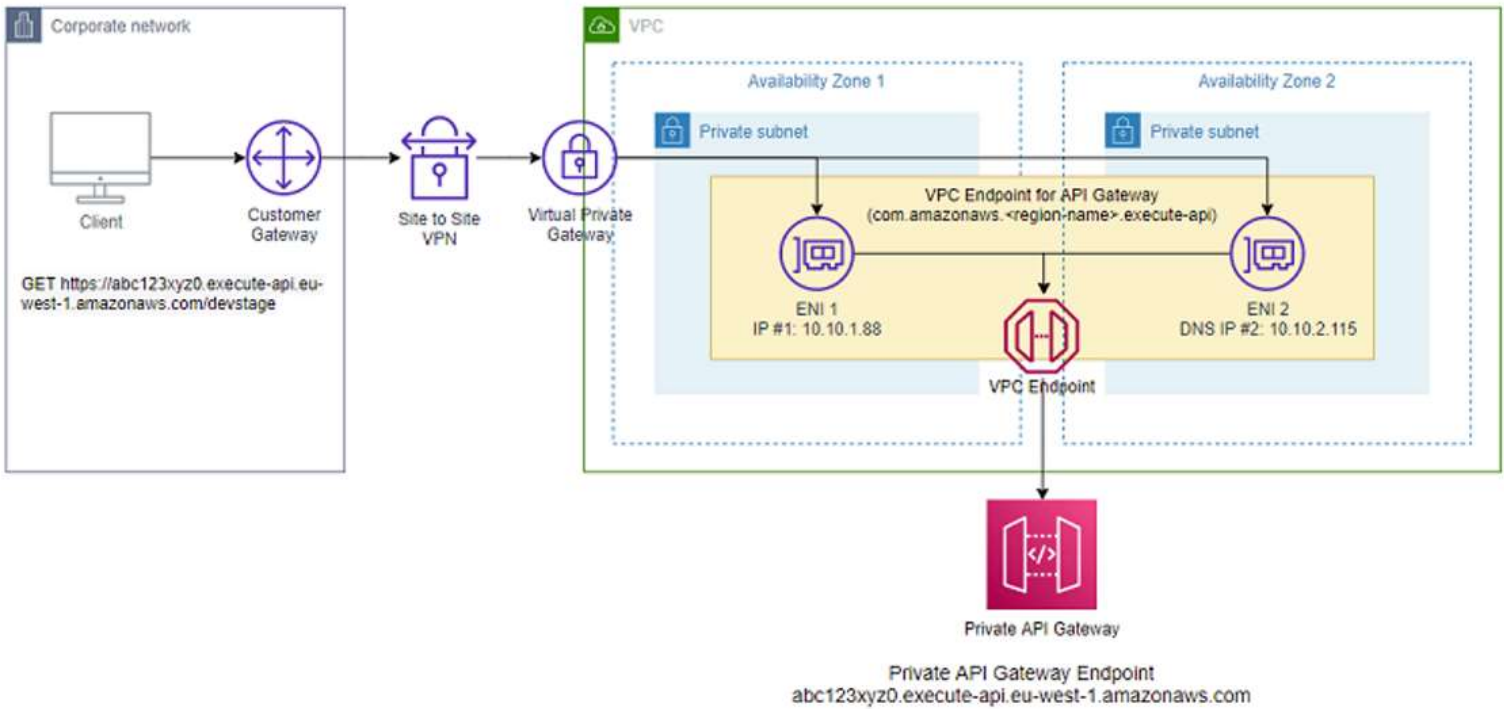 Corporate network
VPC
Availability Zone 1
Availability Zone 2
Private subnet
Private subnet
VPC Endpoint for API Gateway
(com.amazonaws.<region-name>.execute-api)
Client
Customer
Gateway
Site to Site
VPN
Virtual Private
Gateway
GET https://abc123xyz0.execute-api.eu-
west-1.amazonaws.com/devstage
ENI 1
IP #1: 10.10.1.88
ENI 2
DNS IP #2: 10.10.2.115
VPC Endpoint
</>
Private API Gateway
Private API Gateway Endpoint
abc123xyz0.execute-api.eu-west-1.amazonaws.com